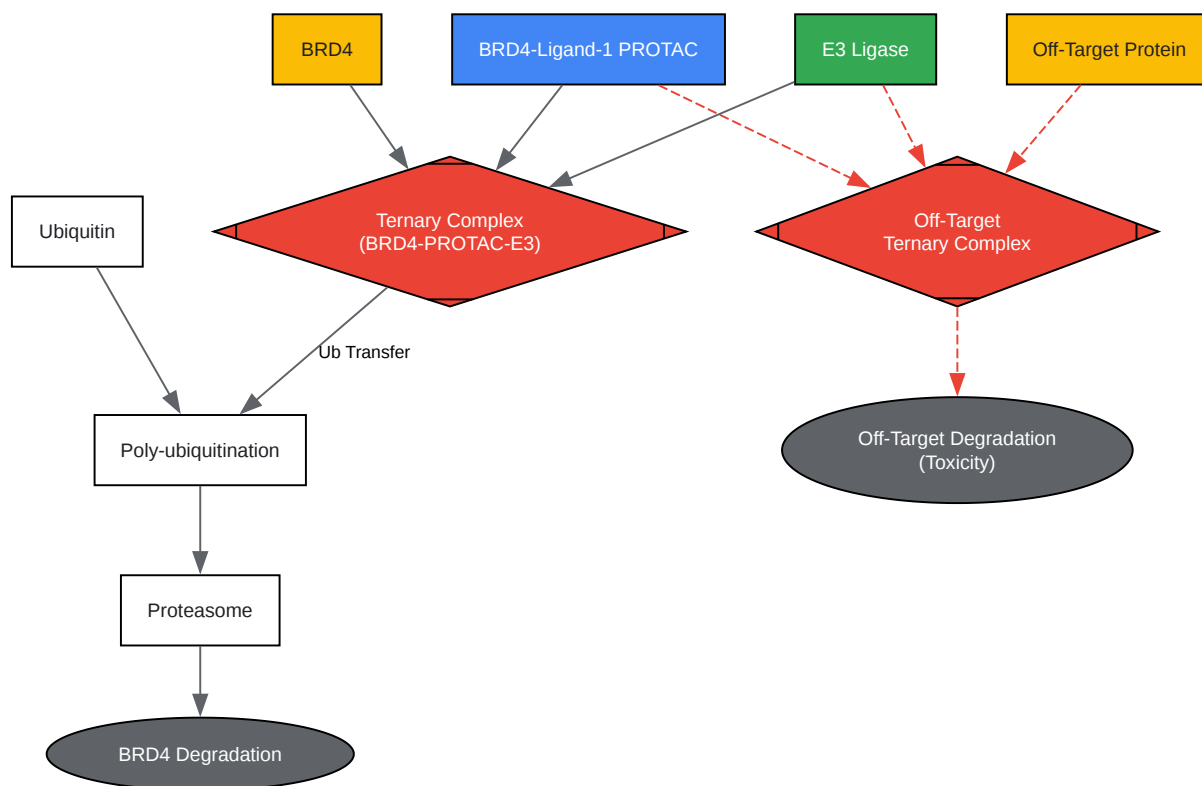 BRD4
BRD4-Ligand-1 PROTAC
E3 Ligase
Off-Target Protein
Ubiquitin
Ternary Complex
(BRD4-PROTAC-E3)
Off-Target
Ternary Complex
Ub Transfer
Poly-ubiquitination
Off-Target Degradation
(Toxicity)
Proteasome
BRD4 Degradation